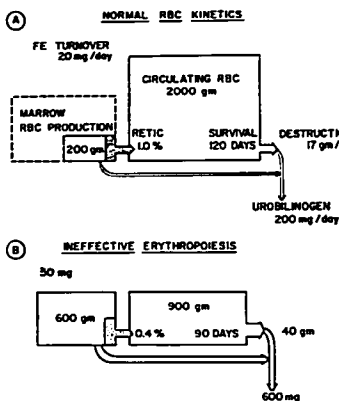 A
NORMAL RBC KINETICS
FE TURNOVER
20 mg/day
CIRCULATING RBC
2000 gm
MARROW
RBC PRODUCTION
RETIC
SURVIVAL
DESTRUCTI
200 gm
1.0 %
120 DAYS
17 gm/
UROBILINOGEN
200 mg/day
B
INEFFECTIVE ERYTHROPOIESIS
30 mg
600 gm
900 gm
0.4 %
90 DAYS
40 gm
600 mg